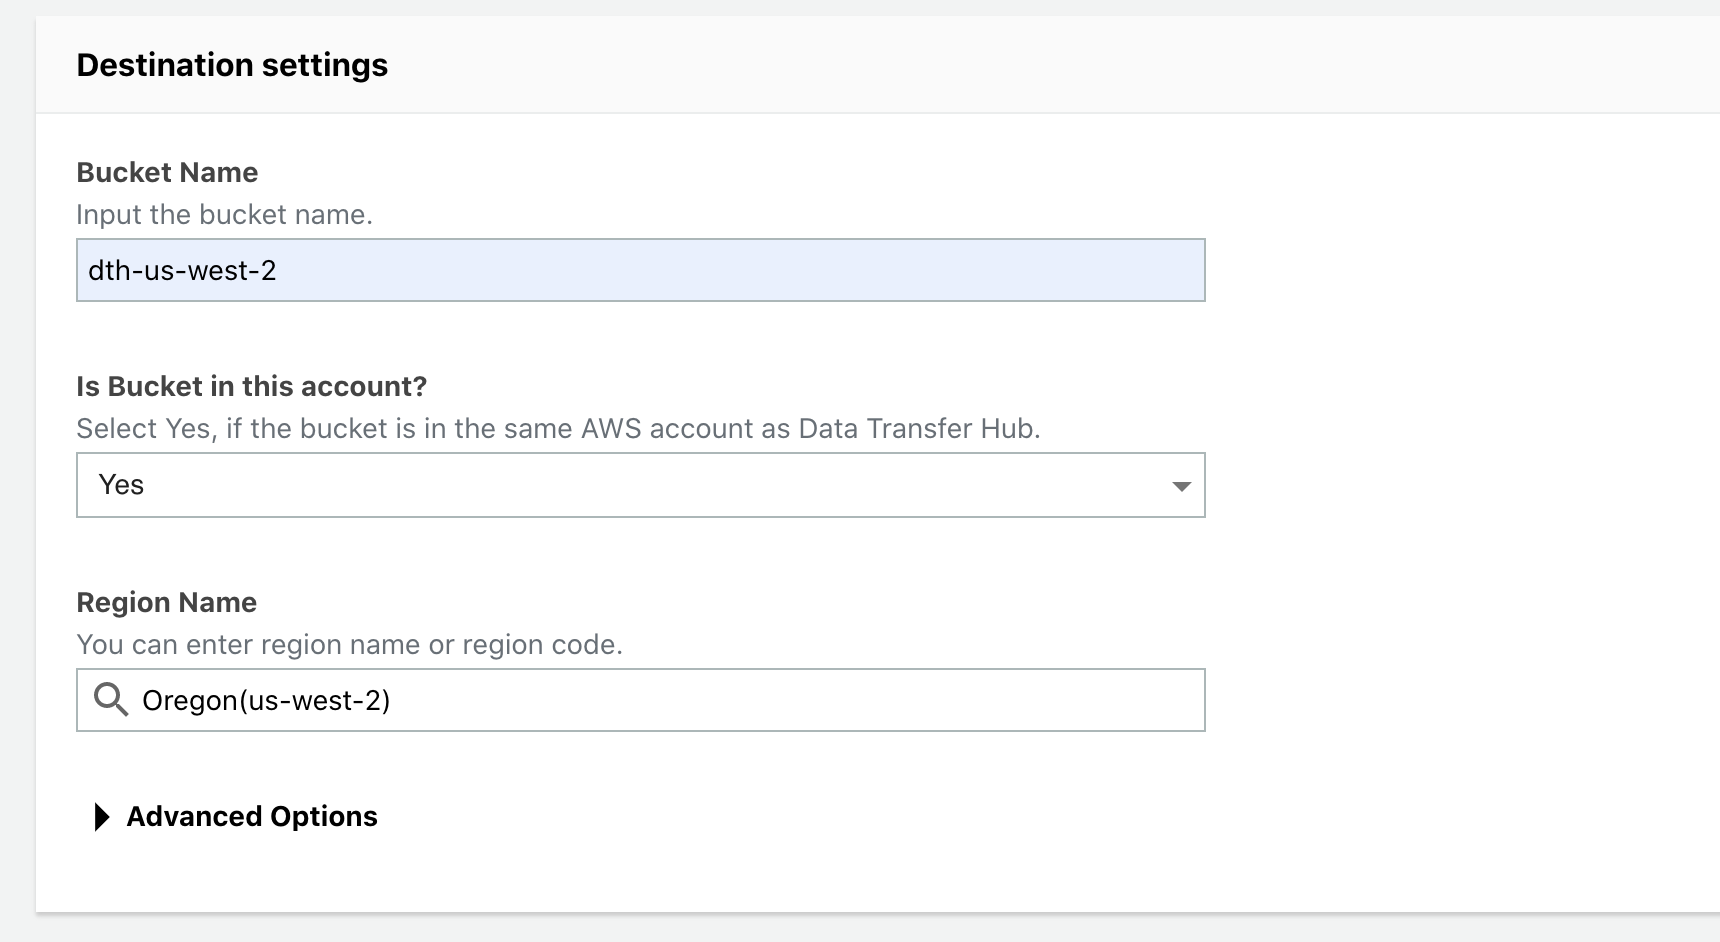 Destination settings
Bucket Name
Input the bucket name.
dth-us-west-2
Is Bucket in this account?
Select Yes, if the bucket is in the same AWS account as Data Transfer Hub.
Yes
Region Name
You can enter region name or region code.
Oregon(us-west-2)
Advanced Options